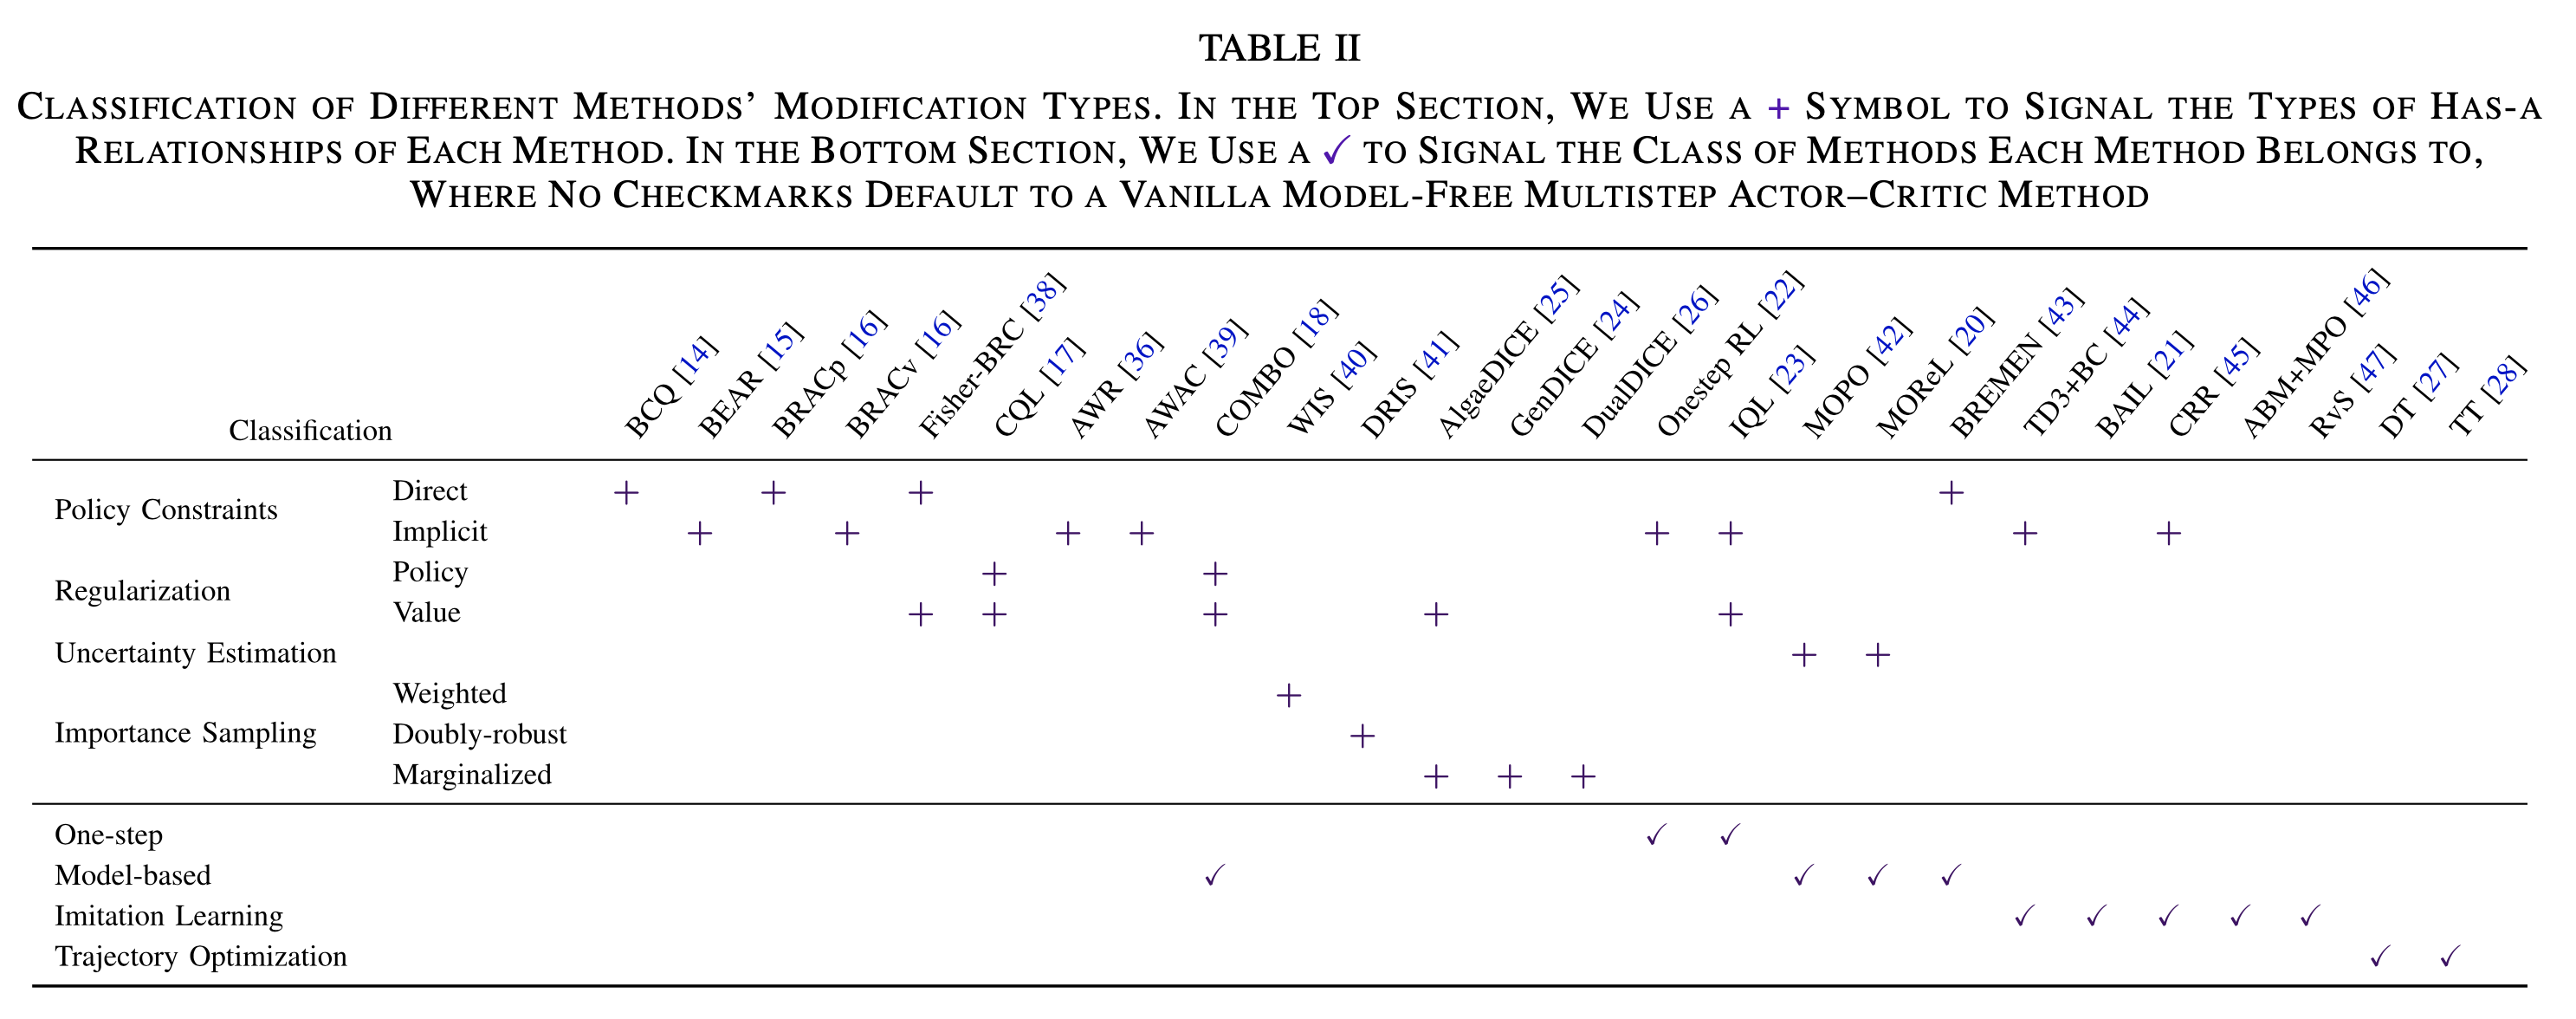 TABLE II
CLASSIFICATION OF DIFFERENT METHODS' MODIFICATION TYPES. IN THE TOP SECTION, WE USE A + SYMBOL TO SIGNAL THE TYPES OF HAS-A
RELATIONSHIPS OF EACH METHOD. IN THE BOTTOM SECTION, WE USE A ✓ TO SIGNAL THE CLASS OF METHODS EACH METHOD BELONGS TO,
WHERE NO CHECKMARKS DEFAULT TO A VANILLA MODEL-FREE MULTISTEP ACTOR–CRITIC METHOD
Classification
BCQ [14]
BEAR [15]
BRACp [16]
BRACv [16]
Fisher-BRC [38]
CQL [17]
AWR [36]
AWAC [39]
COMBO [18]
WIS [40]
DRIS [41]
AlgaeDICE [25]
GenDICE [24]
DualDICE [26]
Onestep RL [22]
IQL [23]
MOPO [42]
MOReL [20]
BREMEN [43]
TD3+BC [44]
BAIL [21]
CRR [45]
ABM+MPO [46]
RvS [47]
DT [27]
TT [28]
Policy Constraints
Direct + + + +
Implicit + + + + + + + +
Regularization
Policy + +
Value + + + + +
Uncertainty Estimation + +
Importance Sampling
Weighted +
Doubly-robust +
Marginalized + + +
One-step ✓ ✓
Model-based ✓ ✓ ✓ ✓
Imitation Learning ✓ ✓ ✓ ✓ ✓
Trajectory Optimization ✓ ✓